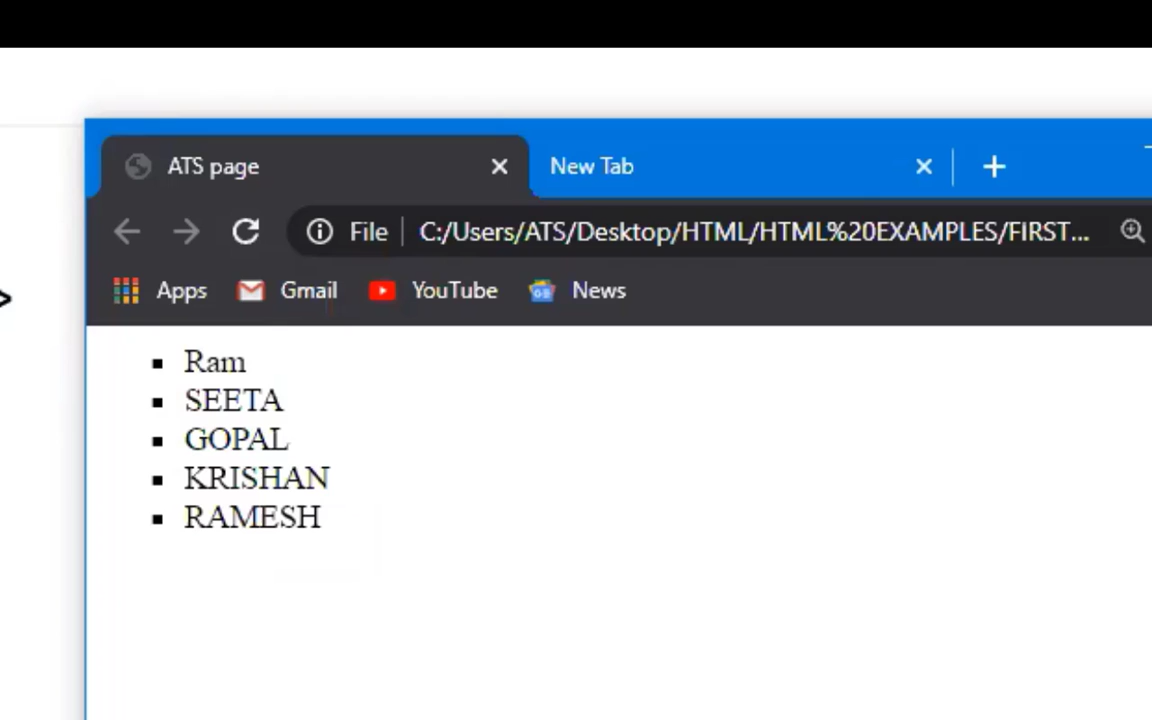 ATS page
New Tab
File C:/Users/ATS/Desktop/HTML/HTML%20EXAMPLES/FIRST...
Apps Gmail YouTube News
>
▪ Ram
▪ SEETA
▪ GOPAL
▪ KRISHAN
▪ RAMESH